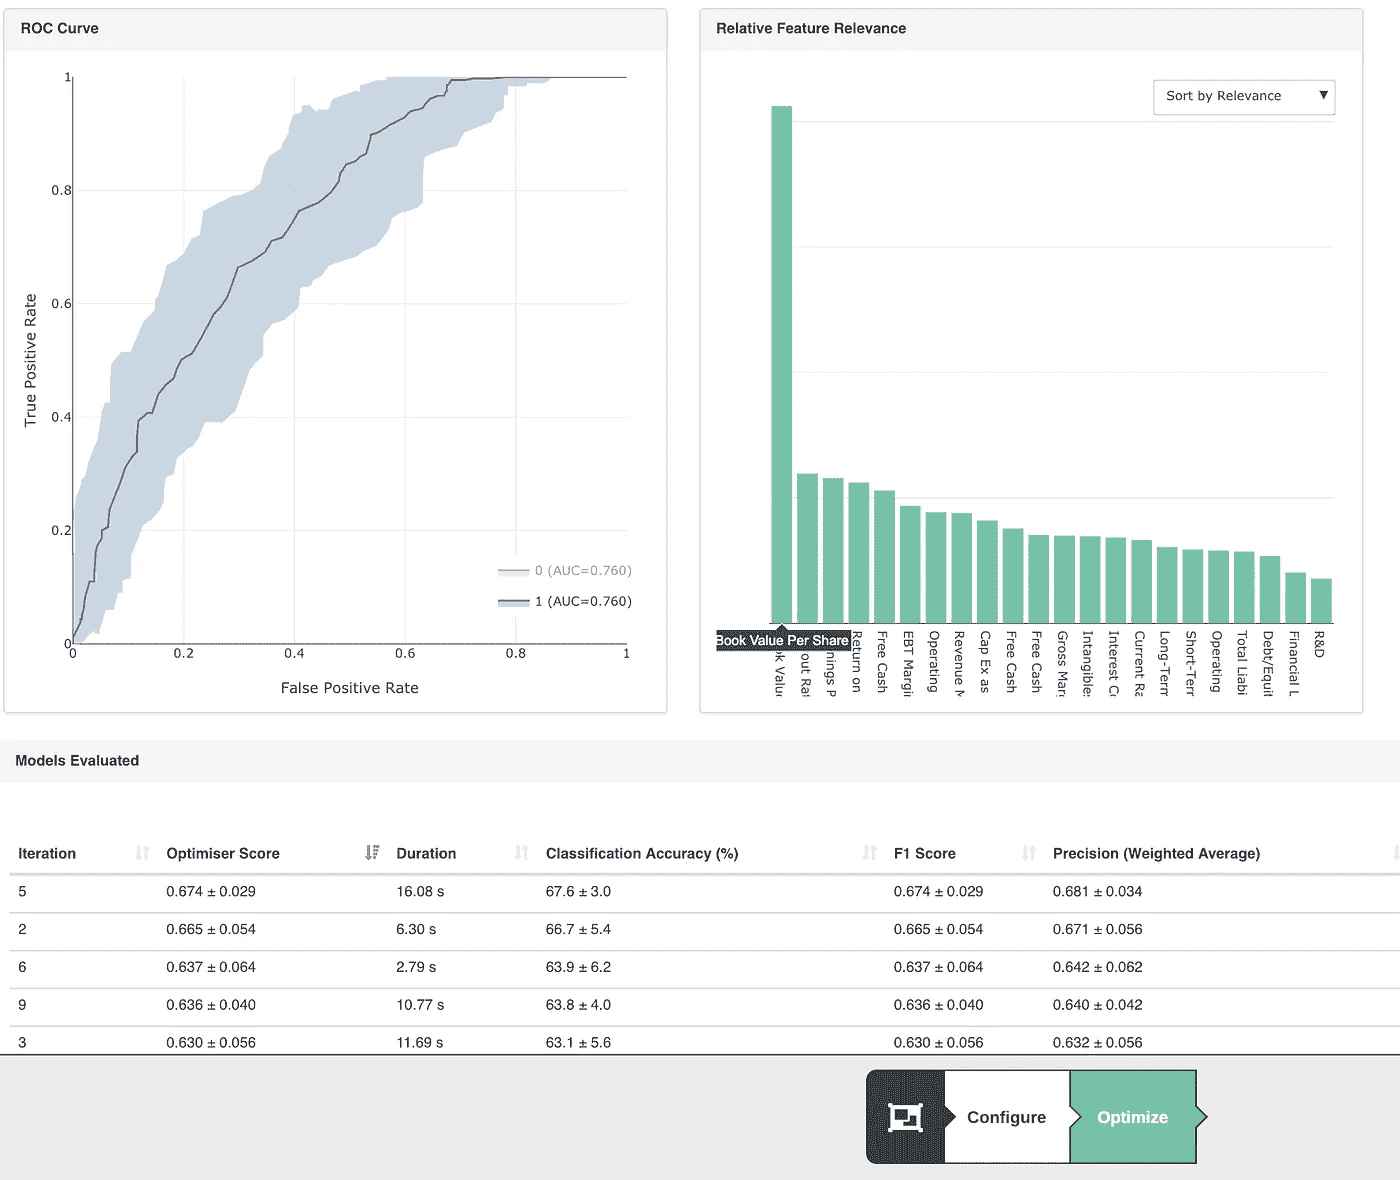 ROC Curve
1
0.8
0.6
0.4
0.2
0
True Positive Rate
0 (AUC=0.760)
1 (AUC=0.760)
0
0.2
0.4
0.6
0.8
1
False Positive Rate
Relative Feature Relevance
Sort by Relevance
Book Value Per Share
k Valu
out Ra
nings P
Return on
Free Cash
EBT Margi
Operating
Revenue
Cap Ex as
Free Cash
Free Cash
Gross Mar
Intangible
Interest C
Current Ra
Long-Term
Short-Terr
Operating
Total Liabi
Debt/Equit
Financial L
R&D
Models Evaluated
Iteration Optimiser Score Duration Classification Accuracy (%) F1 Score Precision (Weighted Average)
5 0.674 ± 0.029 16.08 s 67.6 ± 3.0 0.674 ± 0.029 0.681 ± 0.034
2 0.665 ± 0.054 6.30 s 66.7 ± 5.4 0.665 ± 0.054 0.671 ± 0.056
6 0.637 ± 0.064 2.79 s 63.9 ± 6.2 0.637 ± 0.064 0.642 ± 0.062
9 0.636 ± 0.040 10.77 s 63.8 ± 4.0 0.636 ± 0.040 0.640 ± 0.042
3 0.630 ± 0.056 11.69 s 63.1 ± 5.6 0.630 ± 0.056 0.632 ± 0.056
Configure
Optimize